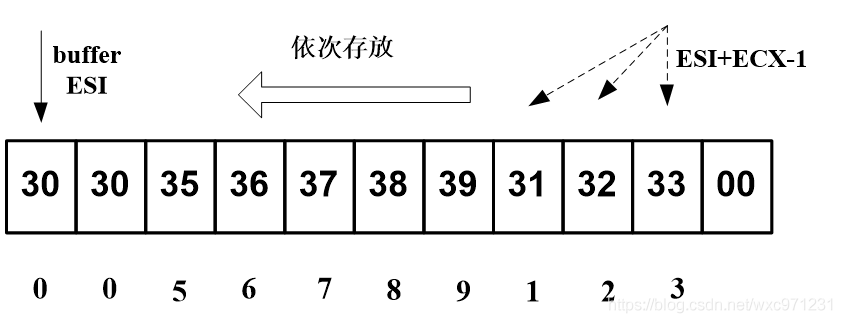 buffer
ESI
依次存放
ESI+ECX-1
30 30 35 36 37 38 39 31 32 33 00
0 0 5 6 7 8 9 1 2 3
https://blog.csdn.net/wxc971231